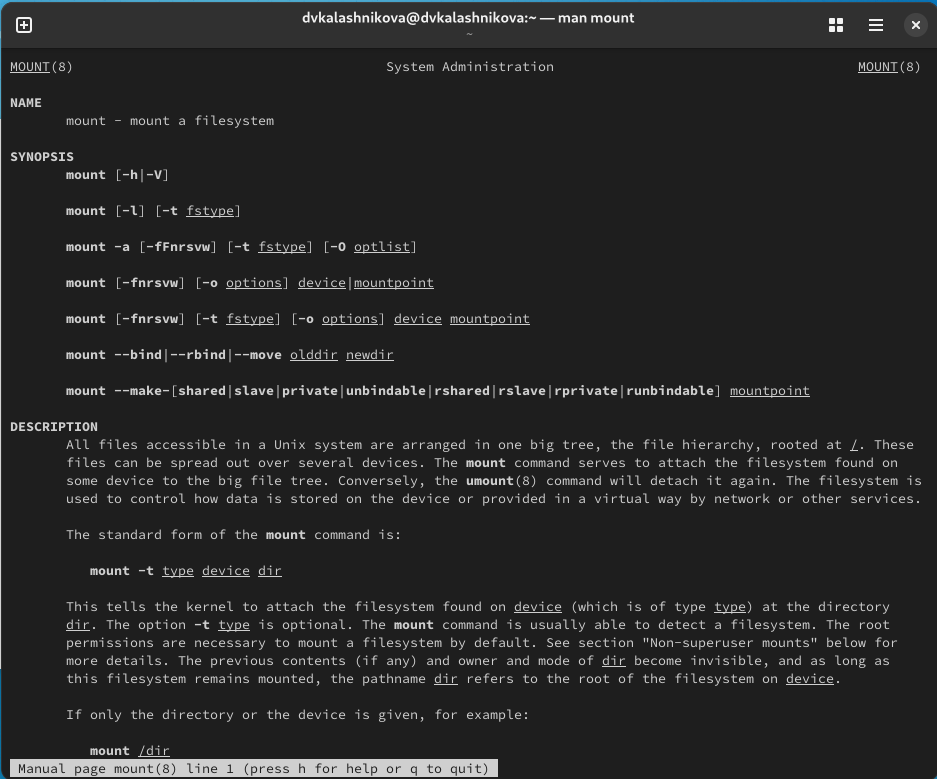 dvkalashnikova@dvkalashnikova:~ — man mount
~
MOUNT(8) System Administration MOUNT(8)
NAME
mount - mount a filesystem
SYNOPSIS
mount [-h|-V]
mount [-l] [-t fstype]
mount -a [-fFnrsvw] [-t fstype] [-O optlist]
mount [-fnrsvw] [-o options] device|mountpoint
mount [-fnrsvw] [-t fstype] [-o options] device mountpoint
mount --bind|--rbind|--move olddir newdir
mount --make-[shared|slave|private|unbindable|rshared|rslave|rprivate|runbindable] mountpoint
DESCRIPTION
All files accessible in a Unix system are arranged in one big tree, the file hierarchy, rooted at /. These
files can be spread out over several devices. The mount command serves to attach the filesystem found on
some device to the big file tree. Conversely, the umount(8) command will detach it again. The filesystem is
used to control how data is stored on the device or provided in a virtual way by network or other services.
The standard form of the mount command is:
mount -t type device dir
This tells the kernel to attach the filesystem found on device (which is of type type) at the directory
dir. The option -t type is optional. The mount command is usually able to detect a filesystem. The root
permissions are necessary to mount a filesystem by default. See section "Non-superuser mounts" below for
more details. The previous contents (if any) and owner and mode of dir become invisible, and as long as
this filesystem remains mounted, the pathname dir refers to the root of the filesystem on device.
If only the directory or the device is given, for example:
mount /dir
Manual page mount(8) line 1 (press h for help or q to quit)